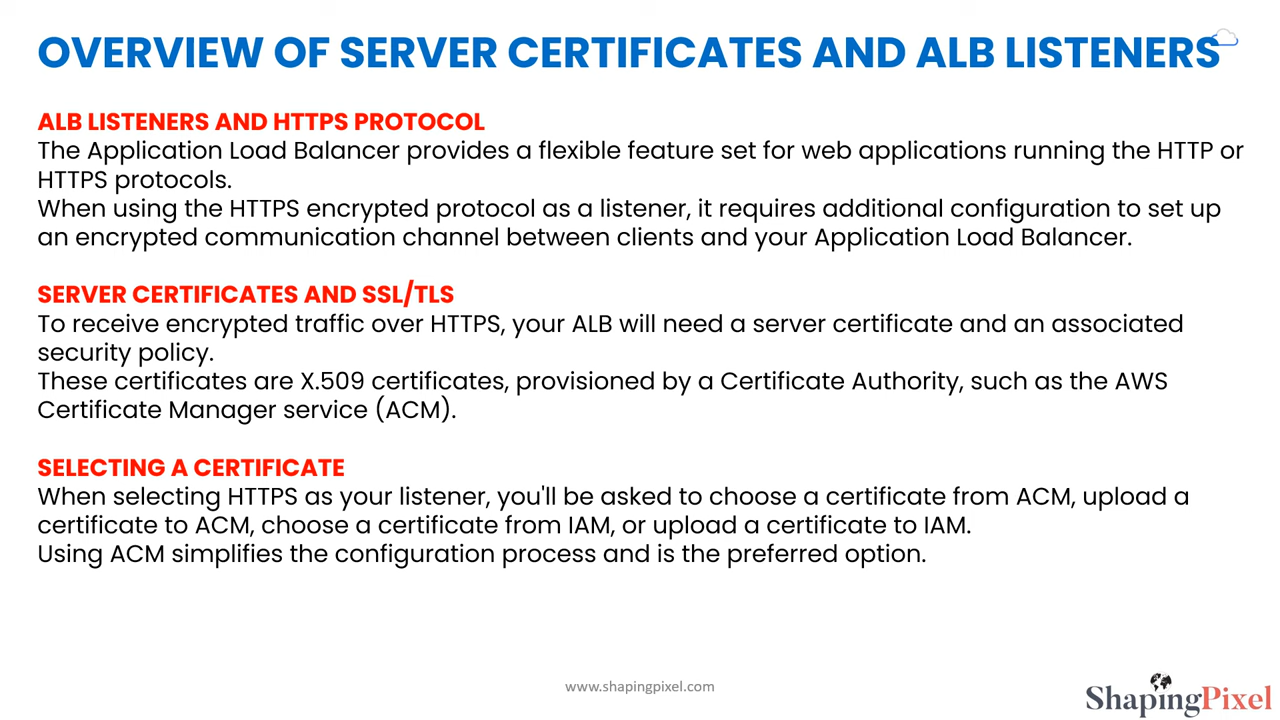 OVERVIEW OF SERVER CERTIFICATES AND ALB LISTENERS
ALB LISTENERS AND HTTPS PROTOCOL
The Application Load Balancer provides a flexible feature set for web applications running the HTTP or
HTTPS protocols.
When using the HTTPS encrypted protocol as a listener, it requires additional configuration to set up
an encrypted communication channel between clients and your Application Load Balancer.
SERVER CERTIFICATES AND SSL/TLS
To receive encrypted traffic over HTTPS, your ALB will need a server certificate and an associated
security policy.
These certificates are X.509 certificates, provisioned by a Certificate Authority, such as the AWS
Certificate Manager service (ACM).
SELECTING A CERTIFICATE
When selecting HTTPS as your listener, you'll be asked to choose a certificate from ACM, upload a
certificate to ACM, choose a certificate from IAM, or upload a certificate to IAM.
Using ACM simplifies the configuration process and is the preferred option.
www.shapingpixel.com
ShapingPixel